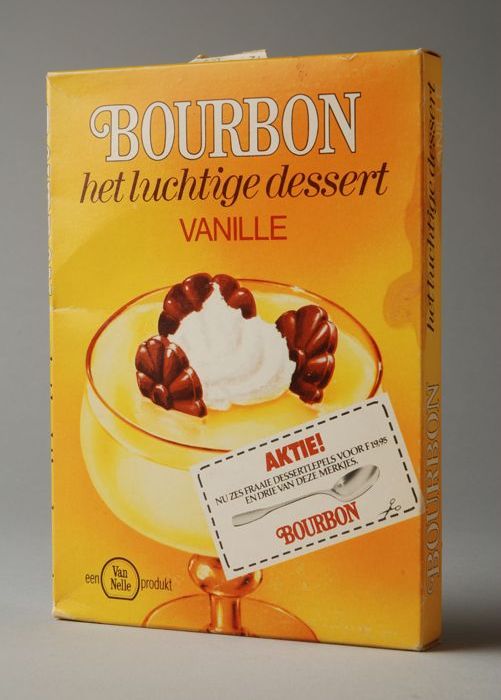 BOURBON
het luchtige dessert
VANILLE
AKTIE!
NU ZES FRAAIE DESSERTLEPELS VOOR F 19.95
EN DRIE VAN DEZE MERKJES.
BOURBON
een Van Nelle produkt
het luchtige dessert
BOURBON